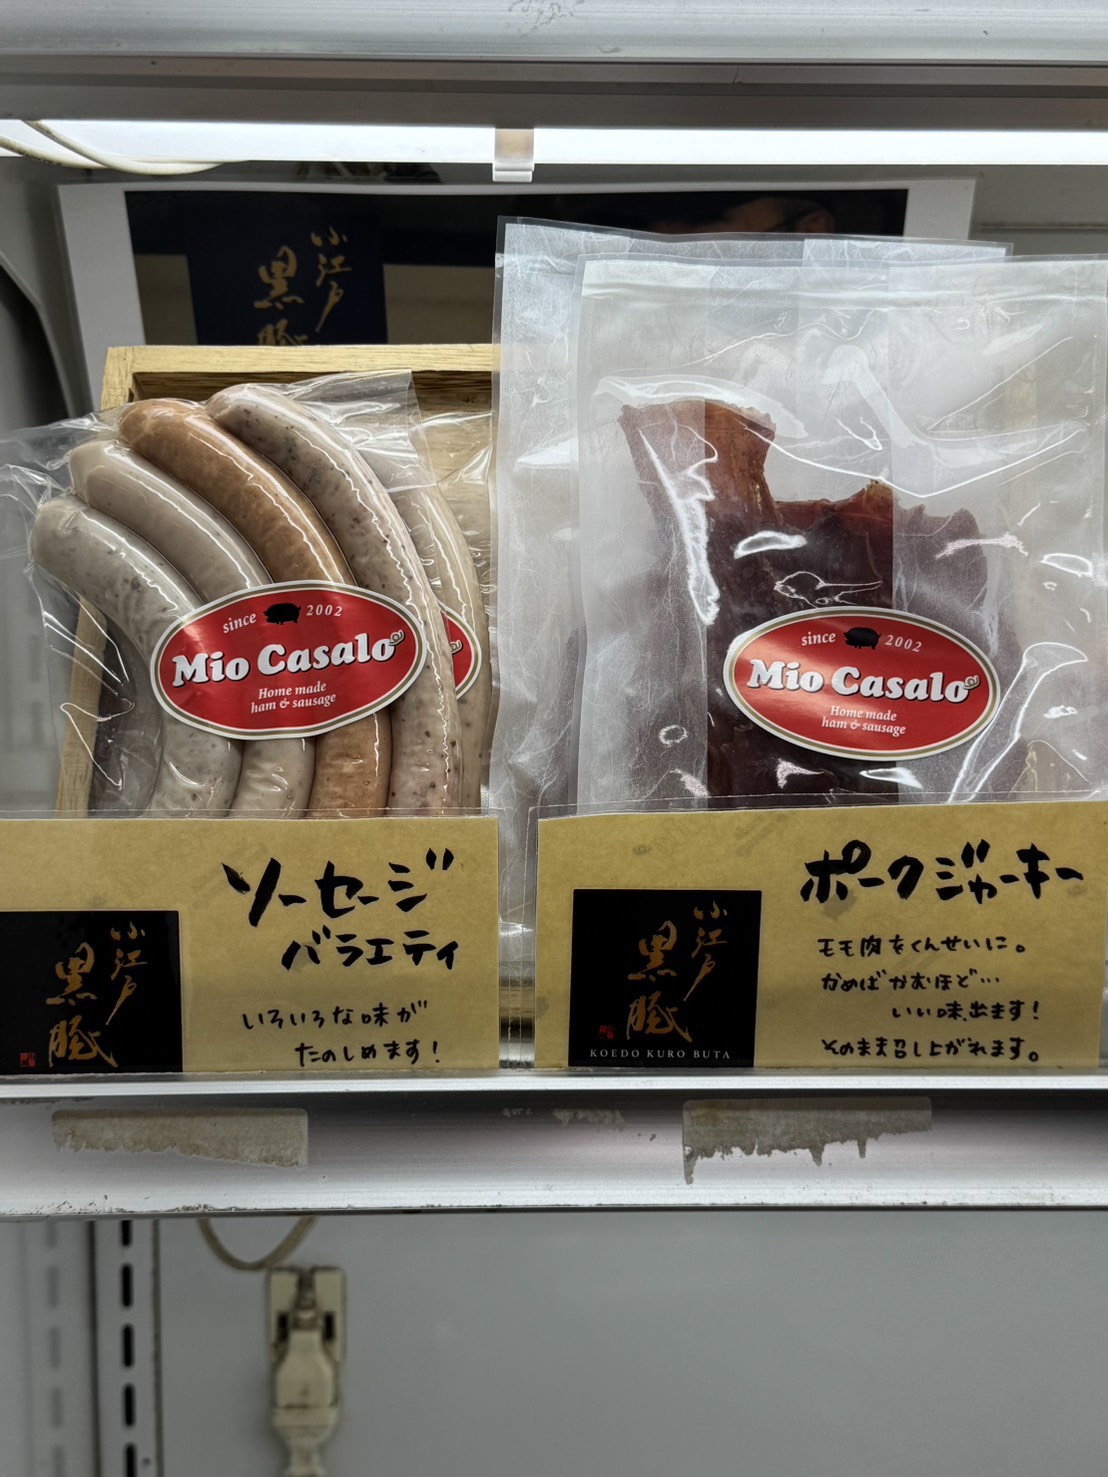 小江戸
黒豚
since 2002
Mio Casalo
Home made
ham & sausage
since 2002
Mio Casalo
Home made
ham & sausage
ソーセージ
バラエティ
いろいろな味が
たのしめます!
小江戸
黒豚
ポークジャーキー
モモ肉をくんせいに。
かめばかむほど…
いい味出ます!
そのまま召し上がれます。
小江戸
黒豚
KOEDO KURO BUTA